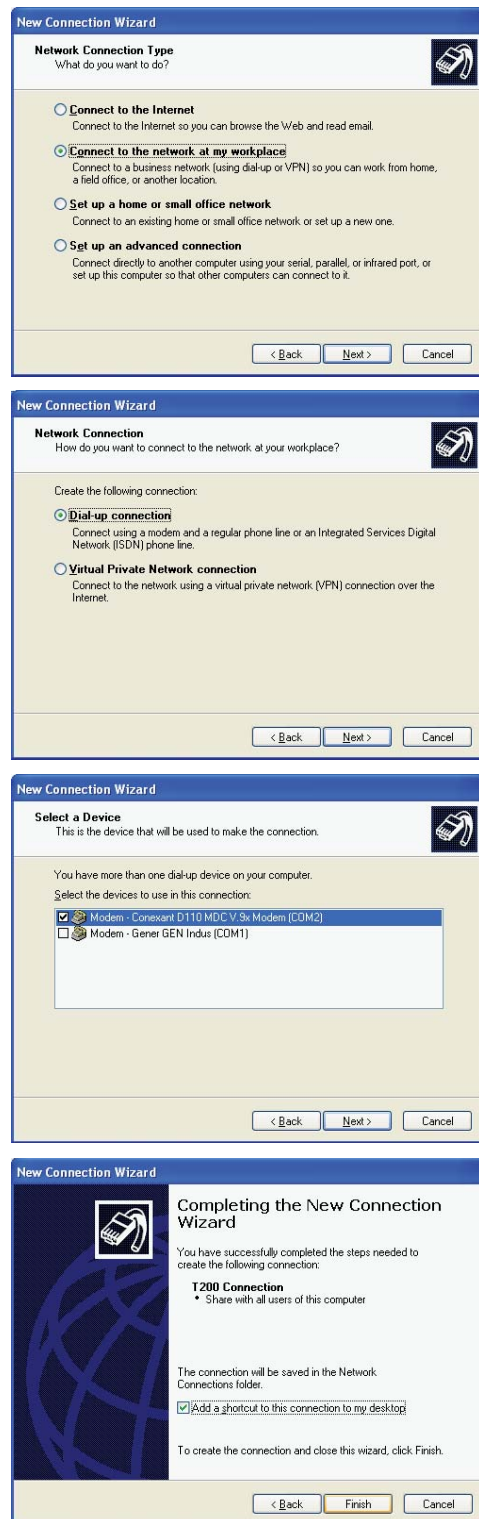 New Connection Wizard
Network Connection Type
What do you want to do?
Connect to the Internet
Connect to the Internet so you can browse the Web and read email.
Connect to the network at my workplace
Connect to a business network (using dial-up or VPN) so you can work from home,
a field office, or another location.
Set up a home or small office network
Connect to an existing home or small office network or set up a new one.
Set up an advanced connection
Connect directly to another computer using your serial, parallel, or infrared port, or
set up this computer so that other computers can connect to it.
< Back Next > Cancel
New Connection Wizard
Network Connection
How do you want to connect to the network at your workplace?
Create the following connection:
Dial-up connection
Connect using a modem and a regular phone line or an Integrated Services Digital
Network (ISDN) phone line.
Virtual Private Network connection
Connect to the network using a virtual private network (VPN) connection over the
Internet.
< Back Next > Cancel
New Connection Wizard
Select a Device
This is the device that will be used to make the connection.
You have more than one dial-up device on your computer.
Select the devices to use in this connection:
Modem - Conexant D110 MDC V.9x Modem (COM2)
Modem - Gener GEN Indus (COM1)
< Back Next > Cancel
New Connection Wizard
Completing the New Connection
Wizard
You have successfully completed the steps needed to
create the following connection:
T200 Connection
• Share with all users of this computer
The connection will be saved in the Network
Connections folder.
Add a shortcut to this connection to my desktop
To create the connection and close this wizard, click Finish.
< Back Finish Cancel